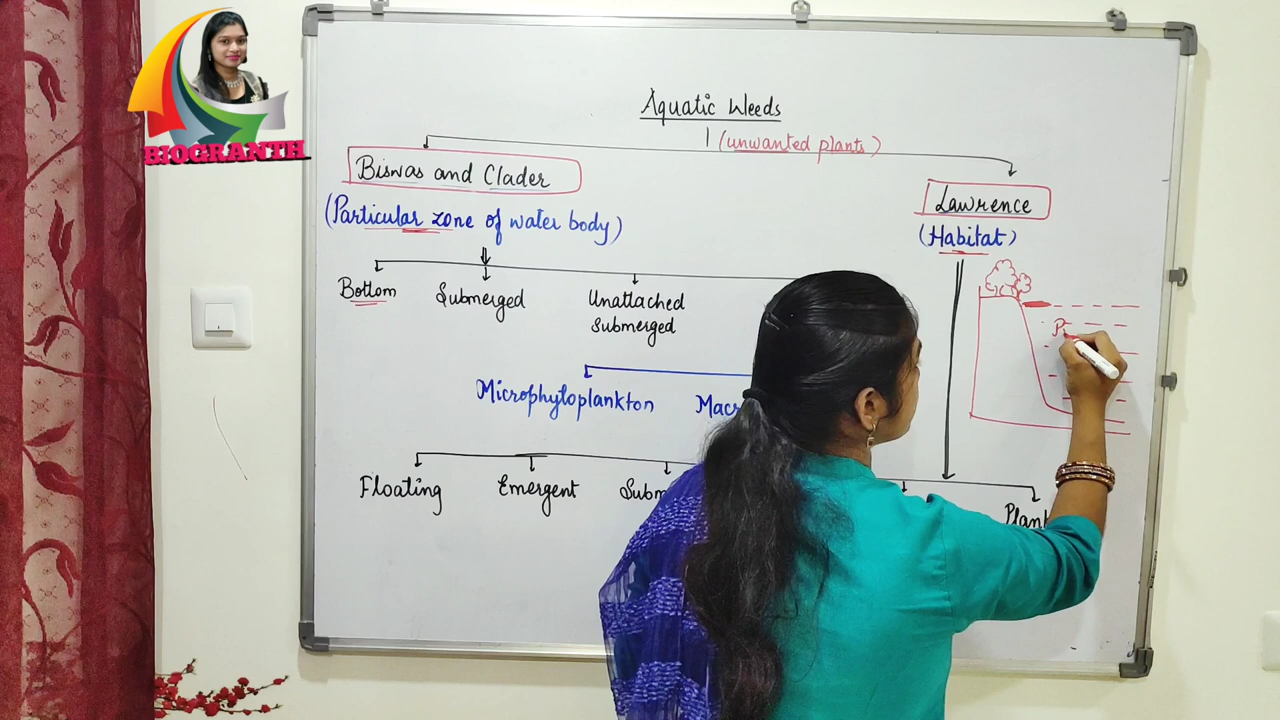 BIOGRANTH
Aquatic Weeds
(unwanted plants)
Biswas and Clader
(Particular zone of water body)
Lawrence
(Habitat)
Bottom
Submerged
Unattached
Submerged
Microphytoplankton
Floating
Emergent